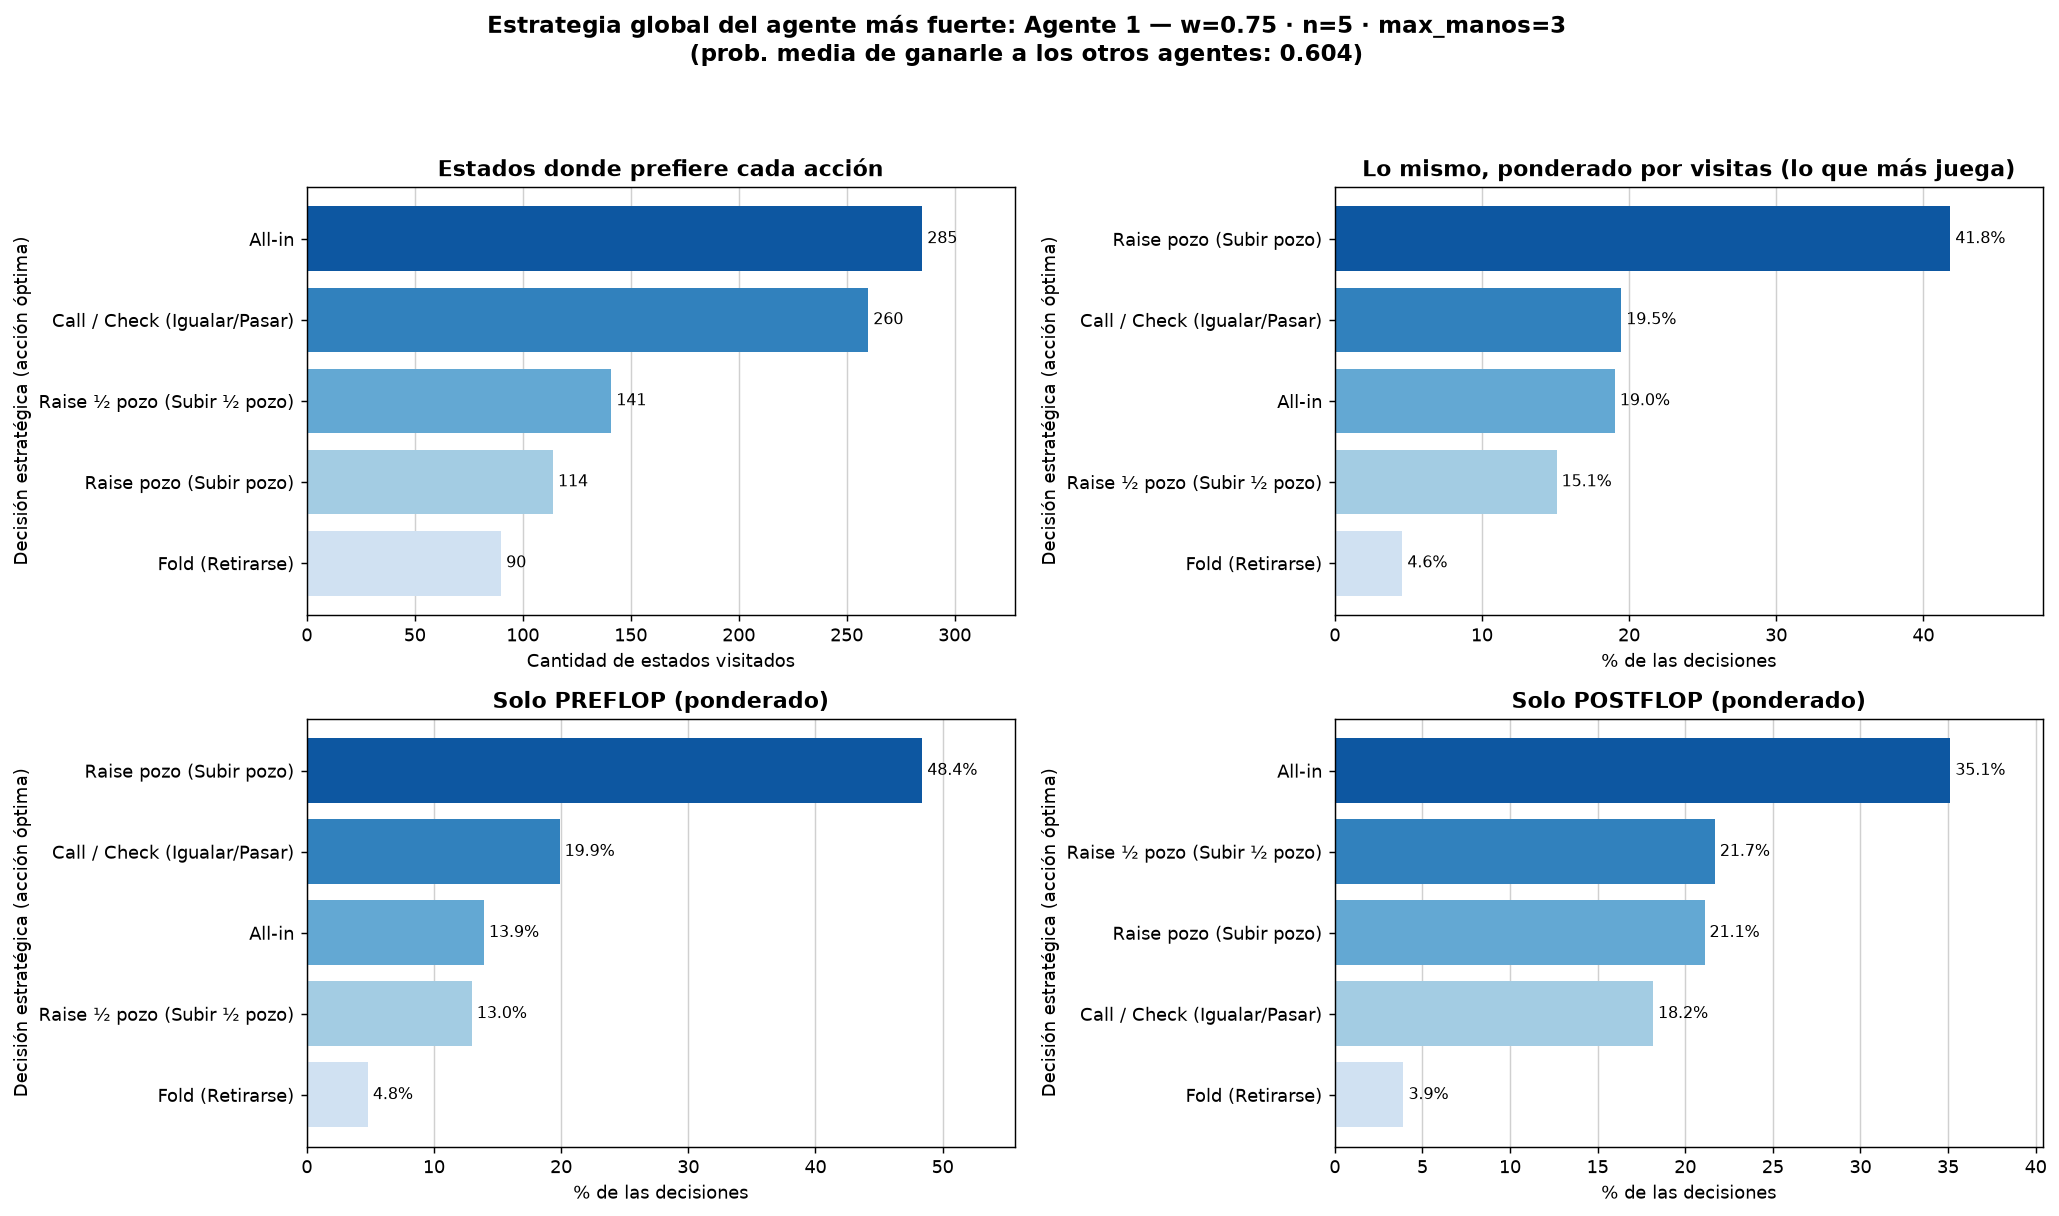 Estrategia global del agente más fuerte: Agente 1 — w=0.75 · n=5 · max_manos=3
(prob. media de ganarle a los otros agentes: 0.604)
Estados donde prefiere cada acción
Decisión estratégica (acción óptima)
All-in
285
Call / Check (Igualar/Pasar)
260
Raise ½ pozo (Subir ½ pozo)
141
Raise pozo (Subir pozo)
114
Fold (Retirarse)
90
0 50 100 150 200 250 300
Cantidad de estados visitados
Lo mismo, ponderado por visitas (lo que más juega)
Decisión estratégica (acción óptima)
Raise pozo (Subir pozo)
41.8%
Call / Check (Igualar/Pasar)
19.5%
All-in
19.0%
Raise ½ pozo (Subir ½ pozo)
15.1%
Fold (Retirarse)
4.6%
0 10 20 30 40
% de las decisiones
Solo PREFLOP (ponderado)
Decisión estratégica (acción óptima)
Raise pozo (Subir pozo)
48.4%
Call / Check (Igualar/Pasar)
19.9%
All-in
13.9%
Raise ½ pozo (Subir ½ pozo)
13.0%
Fold (Retirarse)
4.8%
0 10 20 30 40 50
% de las decisiones
Solo POSTFLOP (ponderado)
Decisión estratégica (acción óptima)
All-in
35.1%
Raise ½ pozo (Subir ½ pozo)
21.7%
Raise pozo (Subir pozo)
21.1%
Call / Check (Igualar/Pasar)
18.2%
Fold (Retirarse)
3.9%
0 5 10 15 20 25 30 35 40
% de las decisiones